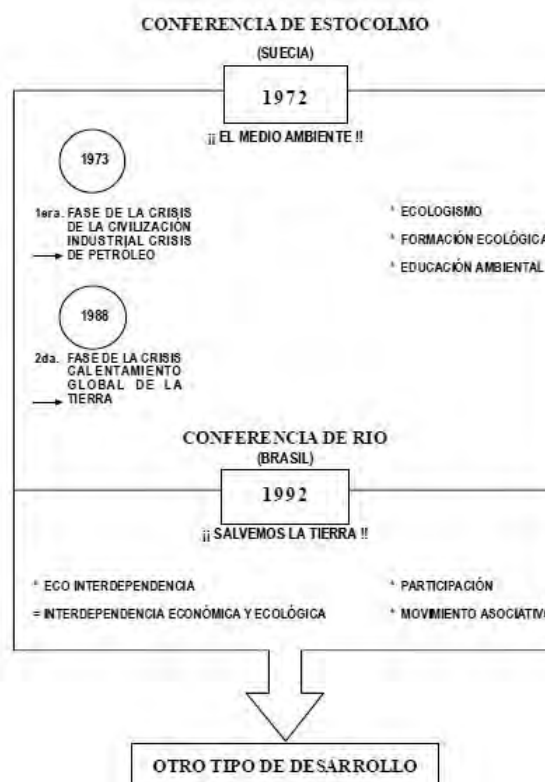 CONFERENCIA DE ESTOCOLMO
(SUECIA)
1972
¡¡ EL MEDIO AMBIENTE !!
1973
1era. FASE DE LA CRISIS
DE LA CIVILIZACIÓN
INDUSTRIAL CRISIS
DE PETRÓLEO
* ECOLOGISMO
* FORMACIÓN ECOLÓGICA
* EDUCACIÓN AMBIENTAL
1988
2da. FASE DE LA CRISIS
CALENTAMIENTO
GLOBAL DE LA
TIERRA
CONFERENCIA DE RIO
(BRASIL)
1992
¡¡ SALVEMOS LA TIERRA !!
* ECO INTERDEPENDENCIA
= INTERDEPENDENCIA ECONÓMICA Y ECOLÓGICA
* PARTICIPACIÓN
* MOVIMIENTO ASOCIATIV
OTRO TIPO DE DESARROLLO